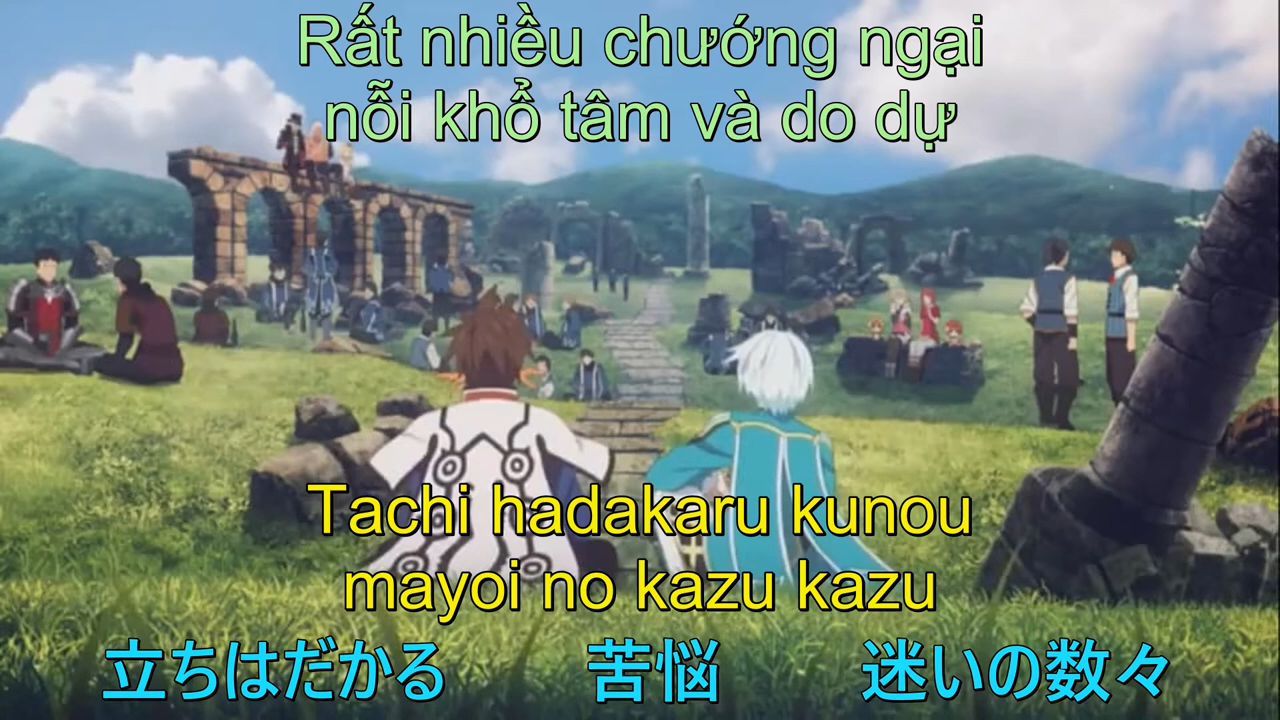 Rất nhiều chướng ngại
nỗi khổ tâm và do dự
Tachi hadakaru kunou
mayoi no kazu kazu
立ちはだかる 苦悩 迷いの数々